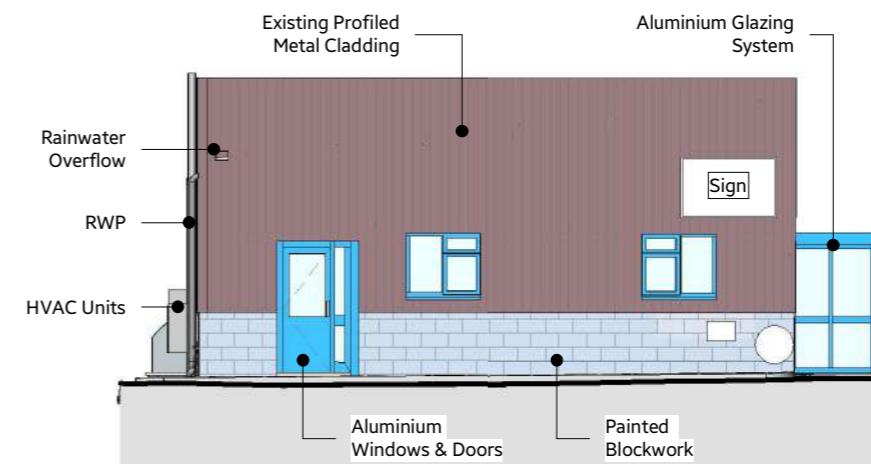 Existing Profiled
Metal Cladding
Aluminium Glazing
System
Rainwater
Overflow
Sign
RWP
HVAC Units
Aluminium
Windows & Doors
Painted
Blockwork